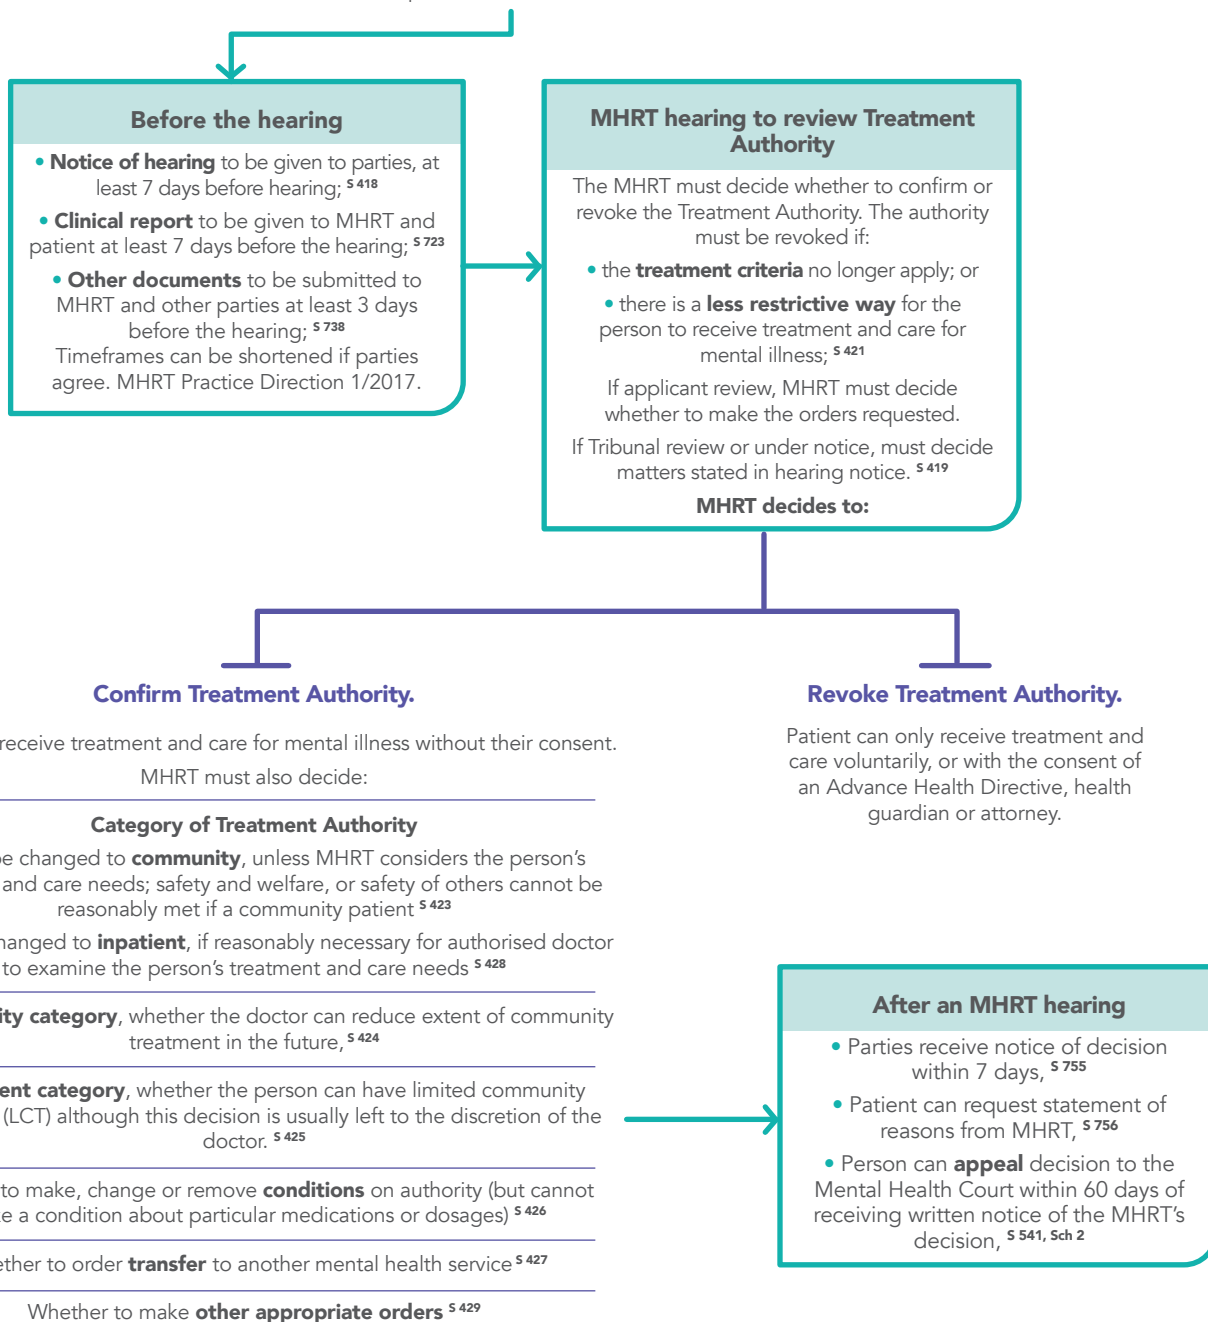 Before the hearing
• Notice of hearing to be given to parties, at
least 7 days before hearing; S 418
• Clinical report to be given to MHRT and
patient at least 7 days before the hearing; S 723
• Other documents to be submitted to
MHRT and other parties at least 3 days
before the hearing; S 738
Timeframes can be shortened if parties
agree. MHRT Practice Direction 1/2017.
MHRT hearing to review Treatment
Authority
The MHRT must decide whether to confirm or
revoke the Treatment Authority. The authority
must be revoked if:
• the treatment criteria no longer apply; or
• there is a less restrictive way for the
person to receive treatment and care for
mental illness; S 421
If applicant review, MHRT must decide
whether to make the orders requested.
If Tribunal review or under notice, must decide
matters stated in hearing notice. S 419
MHRT decides to:
Confirm Treatment Authority.
receive treatment and care for mental illness without their consent.
MHRT must also decide:
Category of Treatment Authority
be changed to community, unless MHRT considers the person's
and care needs; safety and welfare, or safety of others cannot be
reasonably met if a community patient S 423
hanged to inpatient, if reasonably necessary for authorised doctor
to examine the person's treatment and care needs S 428
ity category, whether the doctor can reduce extent of community
treatment in the future, S 424
ent category, whether the person can have limited community
(LCT) although this decision is usually left to the discretion of the
doctor. S 425
to make, change or remove conditions on authority (but cannot
e a condition about particular medications or dosages) S 426
ether to order transfer to another mental health service S 427
Whether to make other appropriate orders S 429
Revoke Treatment Authority.
Patient can only receive treatment and
care voluntarily, or with the consent of
an Advance Health Directive, health
guardian or attorney.
After an MHRT hearing
• Parties receive notice of decision
within 7 days, S 755
• Patient can request statement of
reasons from MHRT, S 756
• Person can appeal decision to the
Mental Health Court within 60 days of
receiving written notice of the MHRT's
decision, S 541, Sch 2